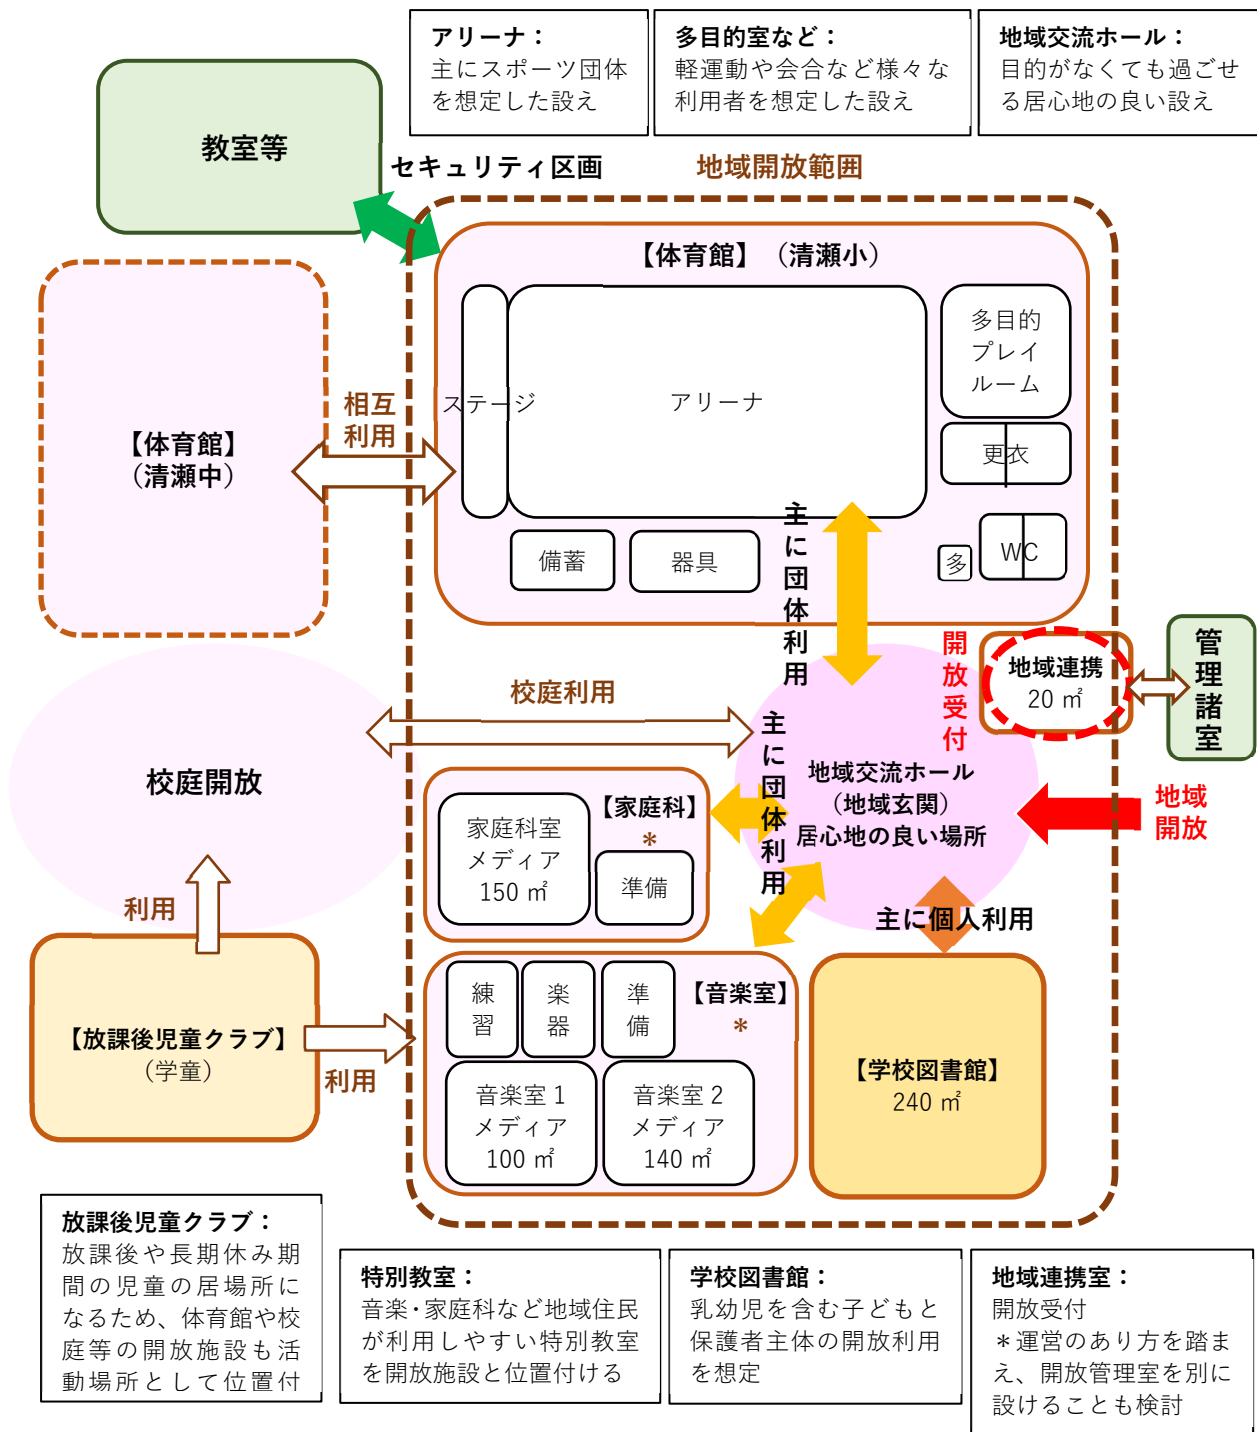 アリーナ：
主にスポーツ団体
を想定した設え
多目的室など：
軽運動や会合など様々な
利用者を想定した設え
地域交流ホール：
目的がなくても過ごせ
る居心地の良い設え
教室等
セキュリティ区画
地域開放範囲
【体育館】（清瀬小）
ステージ
アリーナ
多目的
プレイ
ルーム
更衣
備蓄
器具
多
WC
相互
利用
【体育館】
（清瀬中）
主に団体利用
開放受付
地域連携
20 ㎡
管理諸室
校庭利用
校庭開放
主に団体利用
地域交流ホール
（地域玄関）
居心地の良い場所
地域
開放
【家庭科】
＊
家庭科室
メディア
150 ㎡
準備
利用
主に個人利用
【放課後児童クラブ】
（学童）
利用
練習
楽器
準備
【音楽室】
＊
音楽室 1
メディア
100 ㎡
音楽室 2
メディア
140 ㎡
【学校図書館】
240 ㎡
放課後児童クラブ：
放課後や長期休み期
間の児童の居場所に
なるため、体育館や校
庭等の開放施設も活
動場所として位置付
特別教室：
音楽・家庭科など地域住民
が利用しやすい特別教室
を開放施設と位置付ける
学校図書館：
乳幼児を含む子どもと
保護者主体の開放利用
を想定
地域連携室：
開放受付
＊運営のあり方を踏ま
え、開放管理室を別に
設けることも検討